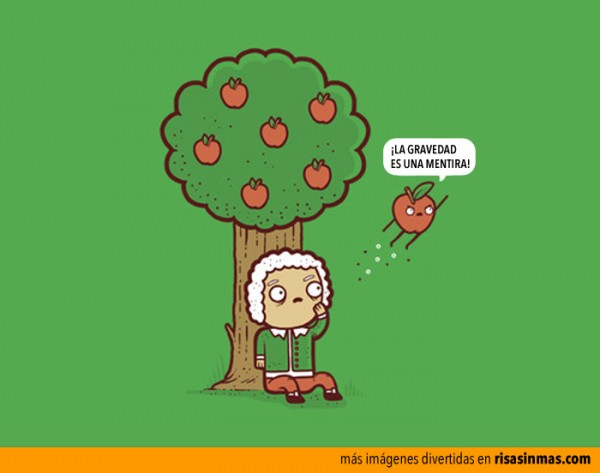 ¡LA GRAVEDAD
ES UNA MENTIRA!
más imágenes divertidas en risasinmas.com